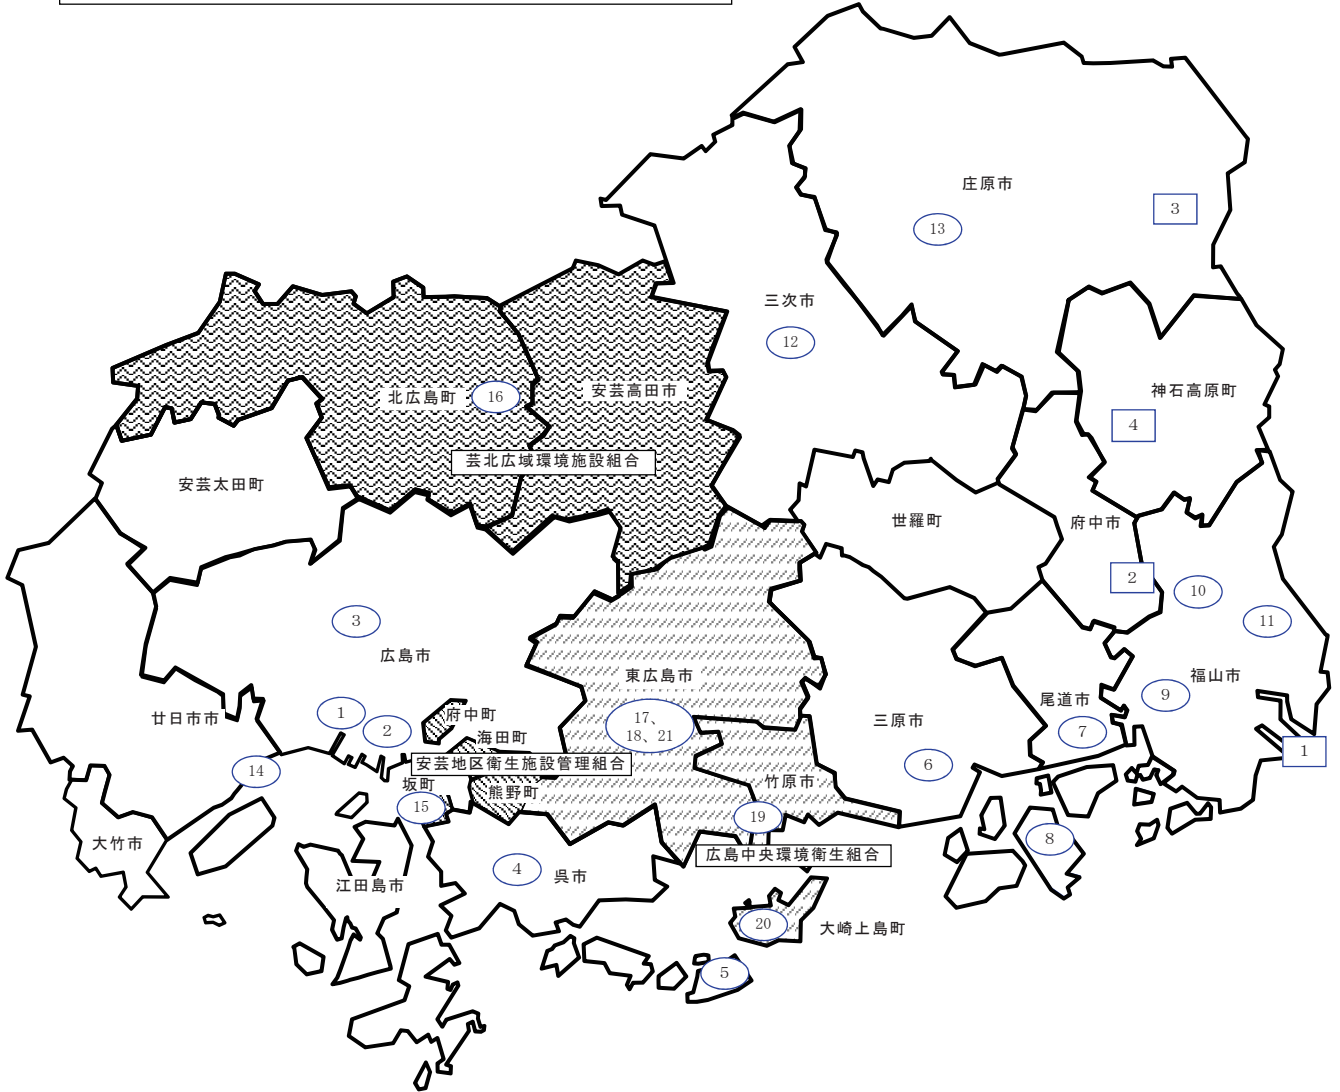 庄原市
3
13
三次市
12
神石高原町
北広島町
16
安芸高田市
4
芸北広域環境施設組合
安芸太田町
世羅町
府中市
2
10
3
11
広島市
東広島市
福山市
9
尾道市
廿日市市
1
府中町
17、
18、21
三原市
7
2
海田町
1
安芸地区衛生施設管理組合
6
14
坂町
熊野町
竹原市
15
19
8
大竹市
広島中央環境衛生組合
4
呉市
江田島市
20
大崎上島町
5